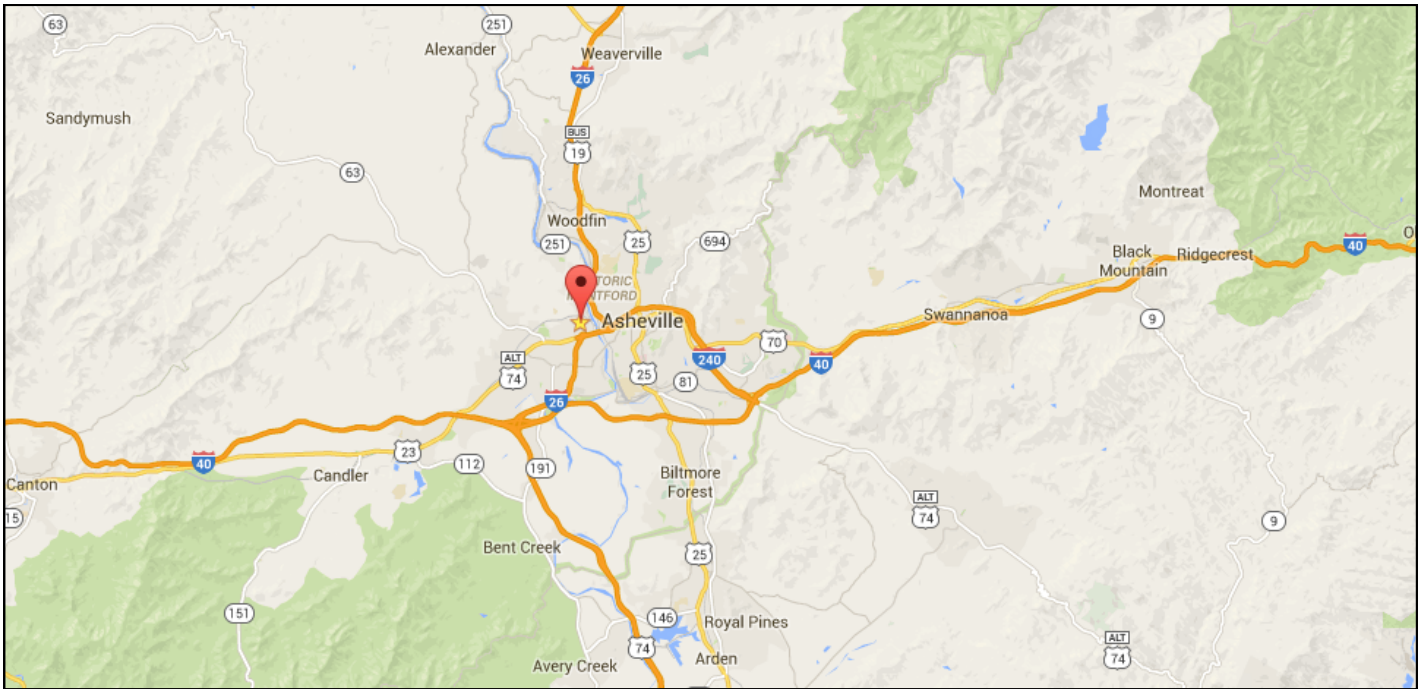 63
251
Alexander
Weaverville
26
Sandymush
BUS
19
63
Montreat
Woodfin
251
25
694
40
Black
Mountain
Ridgecrest
Asheville
Swannanoa
9
70
240
40
ALT
74
25
81
26
23
40
112
191
Candler
Canton
Biltmore
Forest
ALT
74
15
9
Bent Creek
25
151
146
Royal Pines
74
ALT
74
Avery Creek
Arden